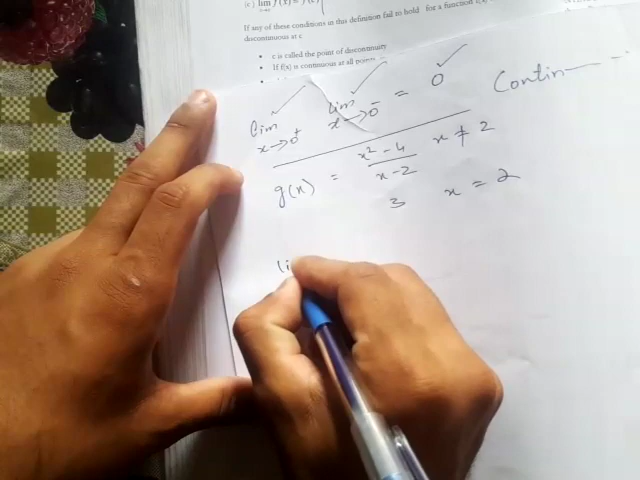 (c) lim f(x) = f(c)
If any of these conditions in this definition fail to hold for a function
discontinuous at c
• c is called the point of discontinuity
• If f(x) is continuous at all points
lim x→0⁺ lim x→0⁻ = 0 Contin
g(x) = x² - 4 / x - 2 x ≠ 2
3 x = 2
li